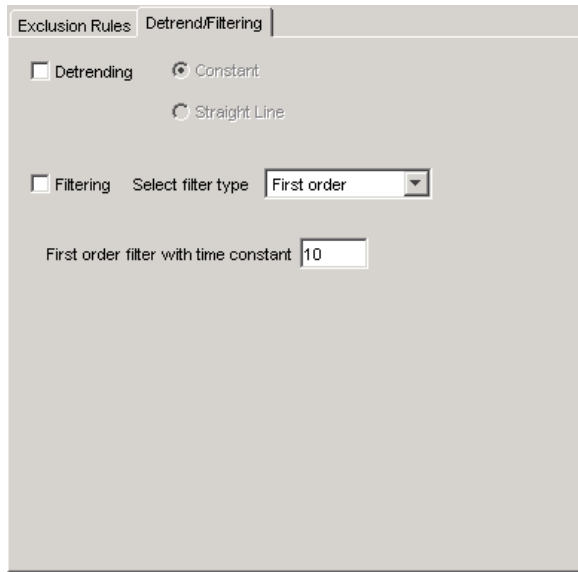 Exclusion Rules Detrend/Filtering
Detrending Constant
Straight Line
Filtering Select filter type First order
First order filter with time constant 10